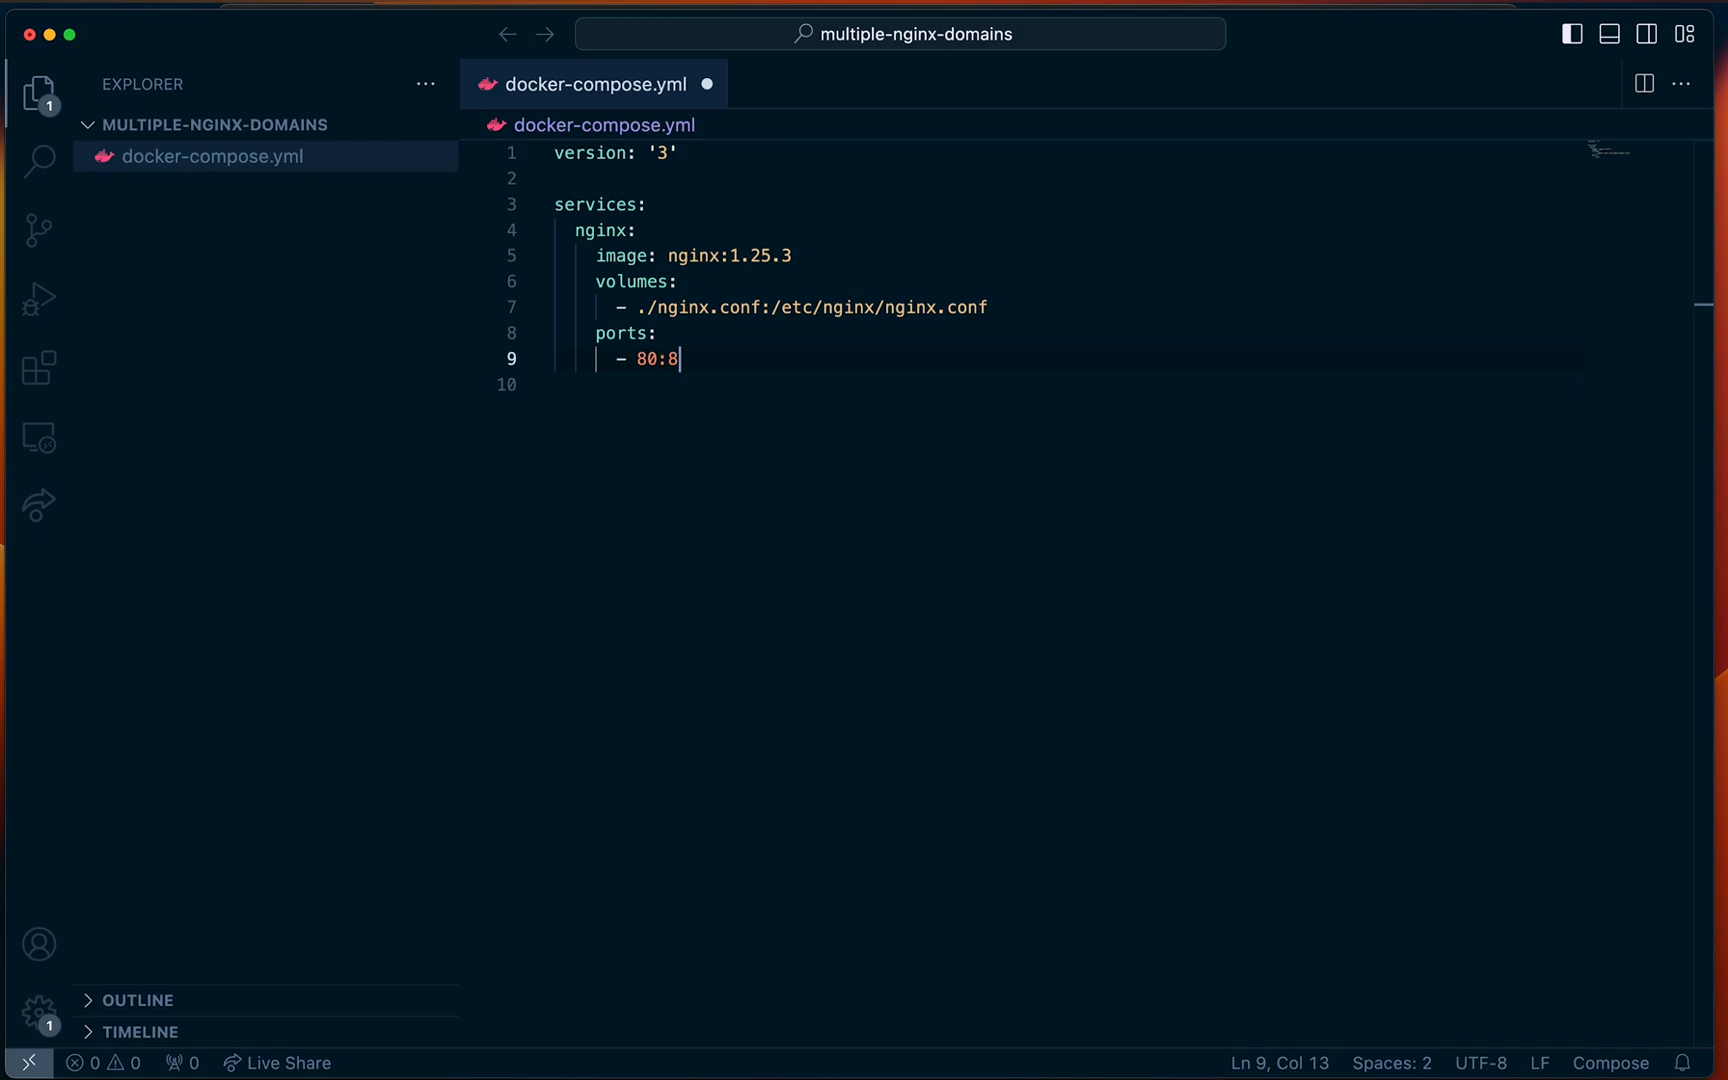 multiple-nginx-domains
EXPLORER
docker-compose.yml
1
MULTIPLE-NGINX-DOMAINS
docker-compose.yml
docker-compose.yml
1 version: '3'
2
3 services:
4 nginx:
5 image: nginx:1.25.3
6 volumes:
7 - ./nginx.conf:/etc/nginx/nginx.conf
8 ports:
9 - 80:8
10
OUTLINE
1
TIMELINE
0 0 0 Live Share Ln 9, Col 13 Spaces: 2 UTF-8 LF Compose